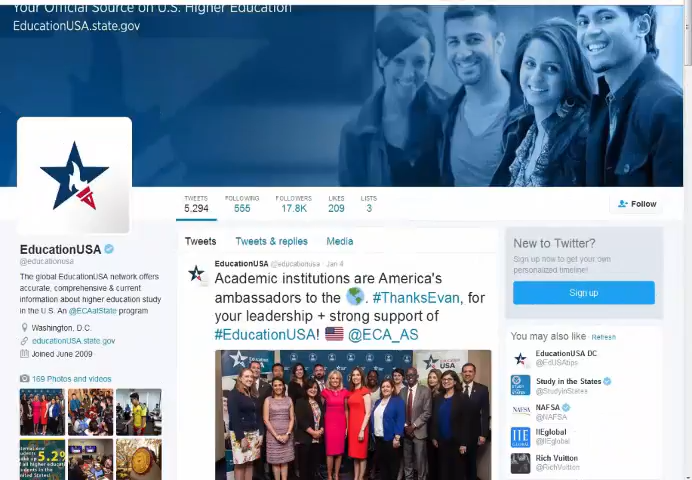 Your Official Source on U.S. Higher Education
EducationUSA.state.gov
TWEETS
5,294
FOLLOWING
555
FOLLOWERS
17.8K
LIKES
209
LISTS
3
Follow
EducationUSA
@educationusa
The global EducationUSA network offers
accurate, comprehensive & current
information about higher education study
in the U.S. An @ECAatState program
Washington, D.C.
educationusa.state.gov
Joined June 2009
169 Photos and videos
5.2%
Tweets
Tweets & replies
Media
EducationUSA @educationusa Jan 4
Academic institutions are America's
ambassadors to the 🌎. #ThanksEvan, for
your leadership + strong support of
#EducationUSA! 🇺🇸 @ECA_AS
New to Twitter?
Sign up now to get your own
personalized timeline!
Sign up
You may also like · Refresh
EducationUSA DC
@EdUSAtips
Study in the States
@StudyinStates
NAFSA
NAFSA
@NAFSA
IIE
IIEglobal
@IIEglobal
Rich Vuitton
@RichVuitton